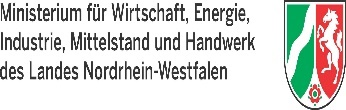 Ministerium für Wirtschaft, Energie,
Industrie, Mittelstand und Handwerk
des Landes Nordrhein-Westfalen